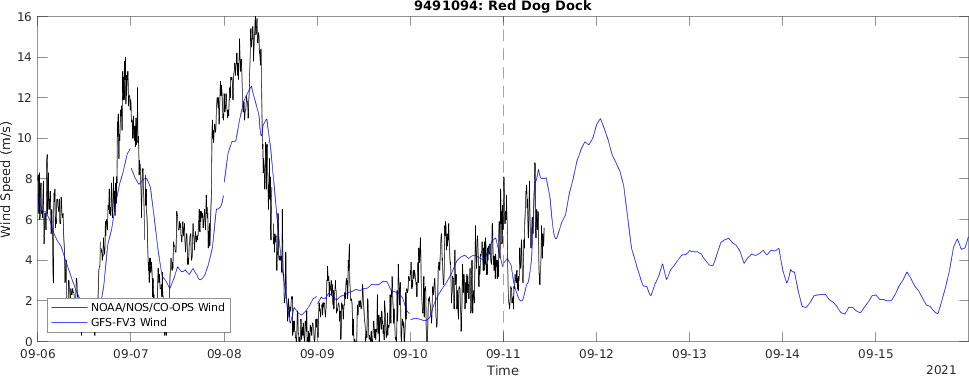 9491094: Red Dog Dock
16
14
12
10
8
6
4
2
0
Wind Speed (m/s)
NOAA/NOS/CO-OPS Wind
GFS-FV3 Wind
09-06 09-07 09-08 09-09 09-10 09-11 09-12 09-13 09-14 09-15
Time
2021